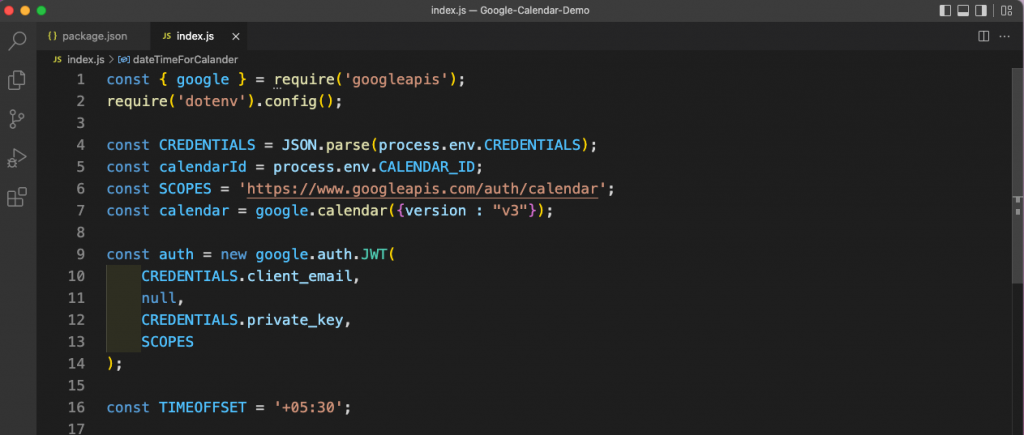 index.js — Google-Calendar-Demo
{} package.json JS index.js ×
JS index.js > dateTimeForCalander
1 const { google } = require('googleapis');
2 require('dotenv').config();
3
4 const CREDENTIALS = JSON.parse(process.env.CREDENTIALS);
5 const calendarId = process.env.CALENDAR_ID;
6 const SCOPES = 'https://www.googleapis.com/auth/calendar';
7 const calendar = google.calendar({version : "v3"});
8
9 const auth = new google.auth.JWT(
10     CREDENTIALS.client_email,
11     null,
12     CREDENTIALS.private_key,
13     SCOPES
14 );
15
16 const TIMEOFFSET = '+05:30';
17